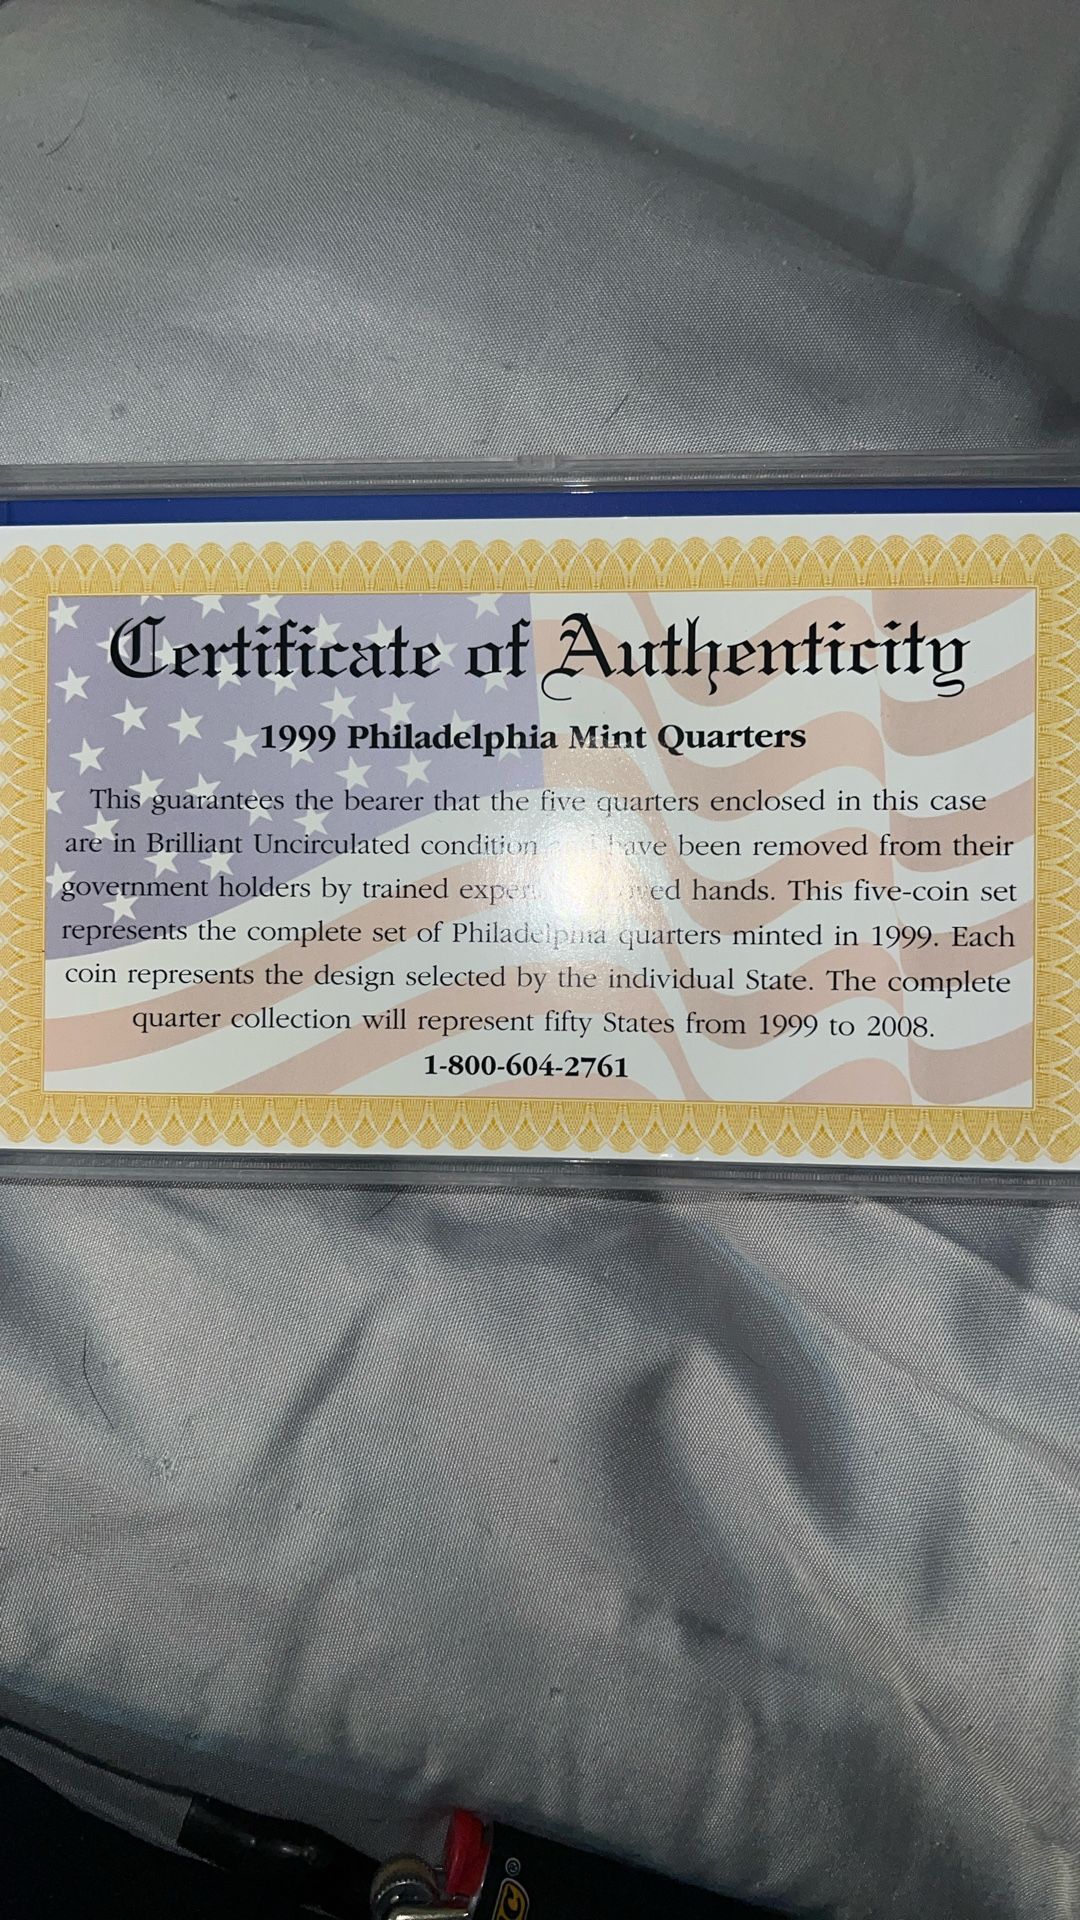 Certificate of Authenticity
1999 Philadelphia Mint Quarters
This guarantees the bearer that the five quarters enclosed in this case
are in Brilliant Uncirculated condition have been removed from their
government holders by trained hands. This five-coin set
represents the complete set of Philadelphia quarters minted in 1999. Each
coin represents the design selected by the individual State. The complete
quarter collection will represent fifty States from 1999 to 2008.
1-800-604-2761
®